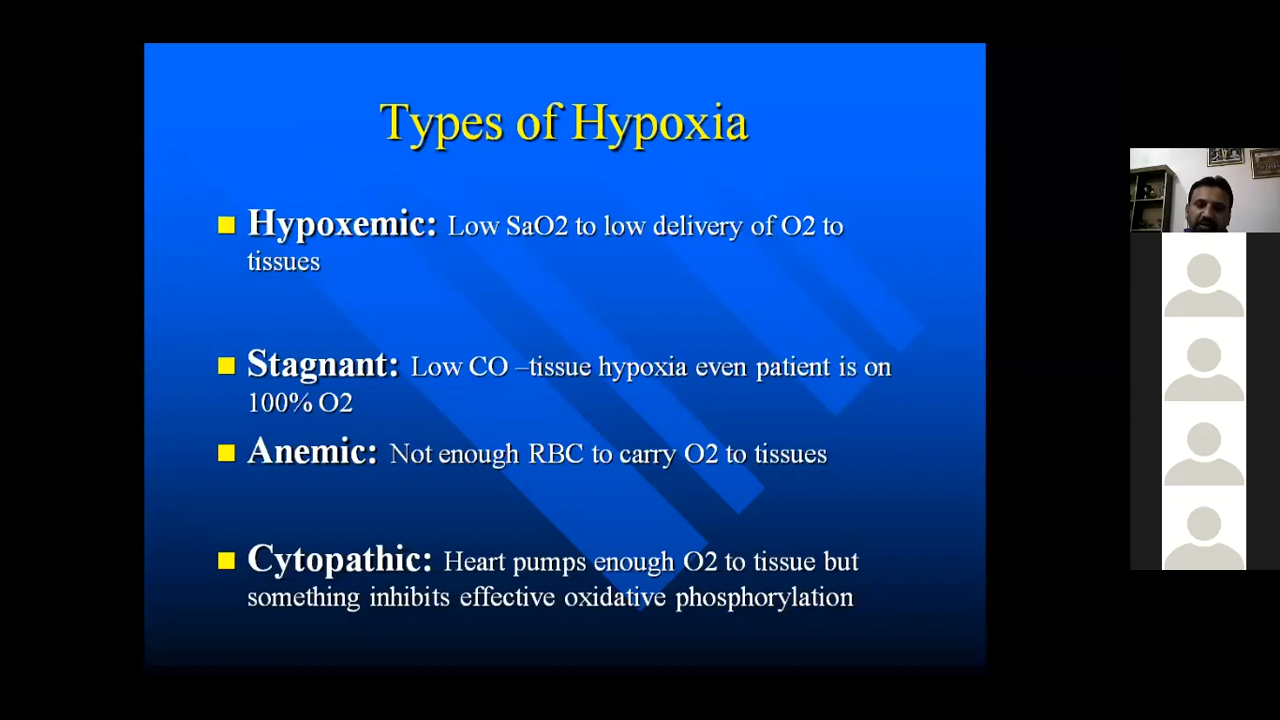 Types of Hypoxia
Hypoxemic: Low SaO2 to low delivery of O2 to
tissues
Stagnant: Low CO –tissue hypoxia even patient is on
100% O2
Anemic: Not enough RBC to carry O2 to tissues
Cytopathic: Heart pumps enough O2 to tissue but
something inhibits effective oxidative phosphorylation